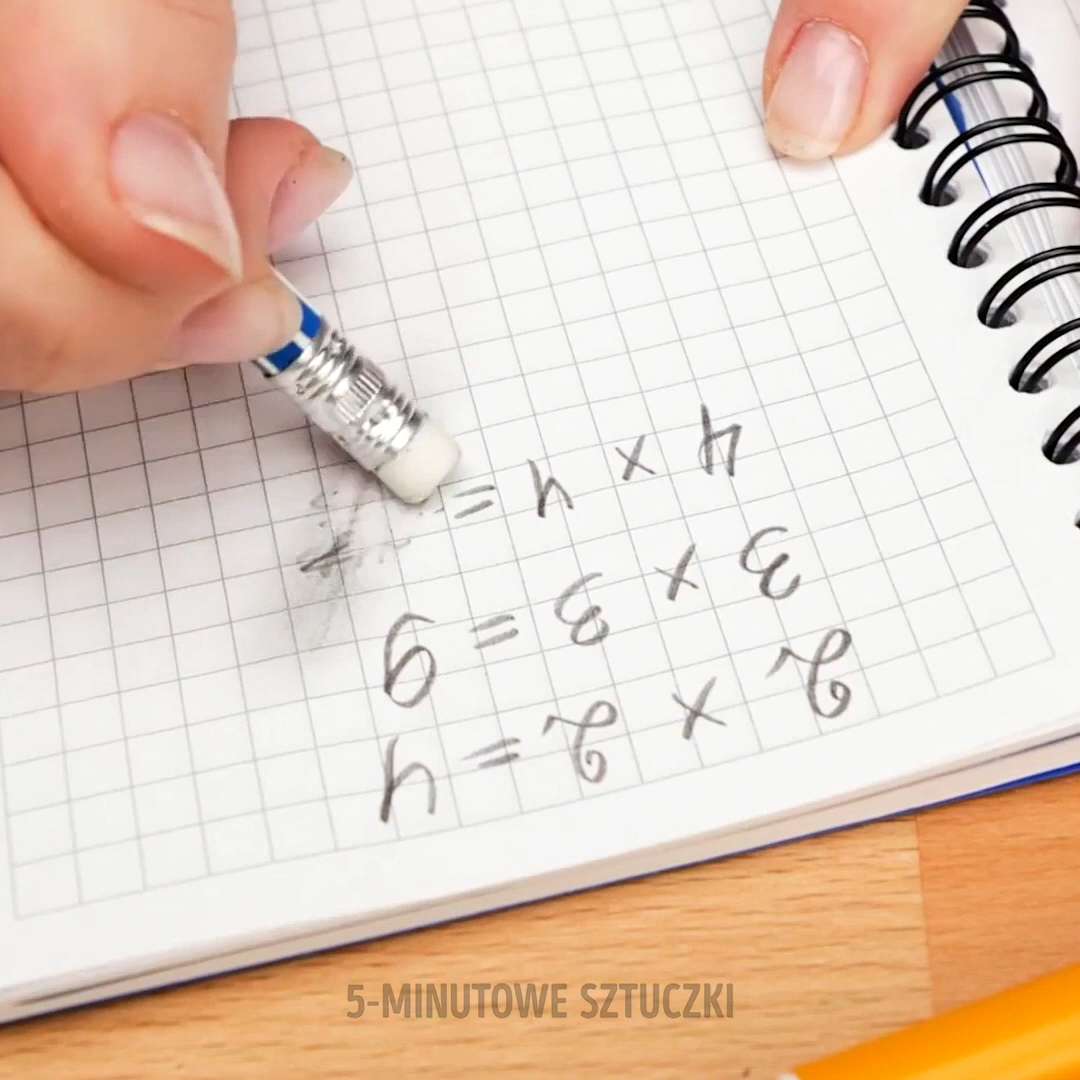 2 x 2 = 4
3 x 3 = 9
4 x 4 =
5-MINUTOWE SZTUCZKI